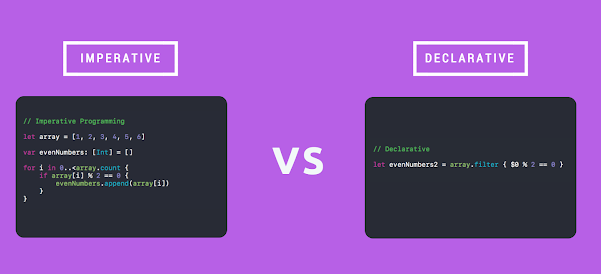 IMPERATIVE
// Imperative Programming
let array = [1, 2, 3, 4, 5, 6]
var evenNumbers: [Int] = []
for i in 0..<array.count {
    if array[i] % 2 == 0 {
        evenNumbers.append(array[i])
    }
}
VS
DECLARATIVE
// Declarative
let evenNumbers2 = array.filter { $0 % 2 == 0 }